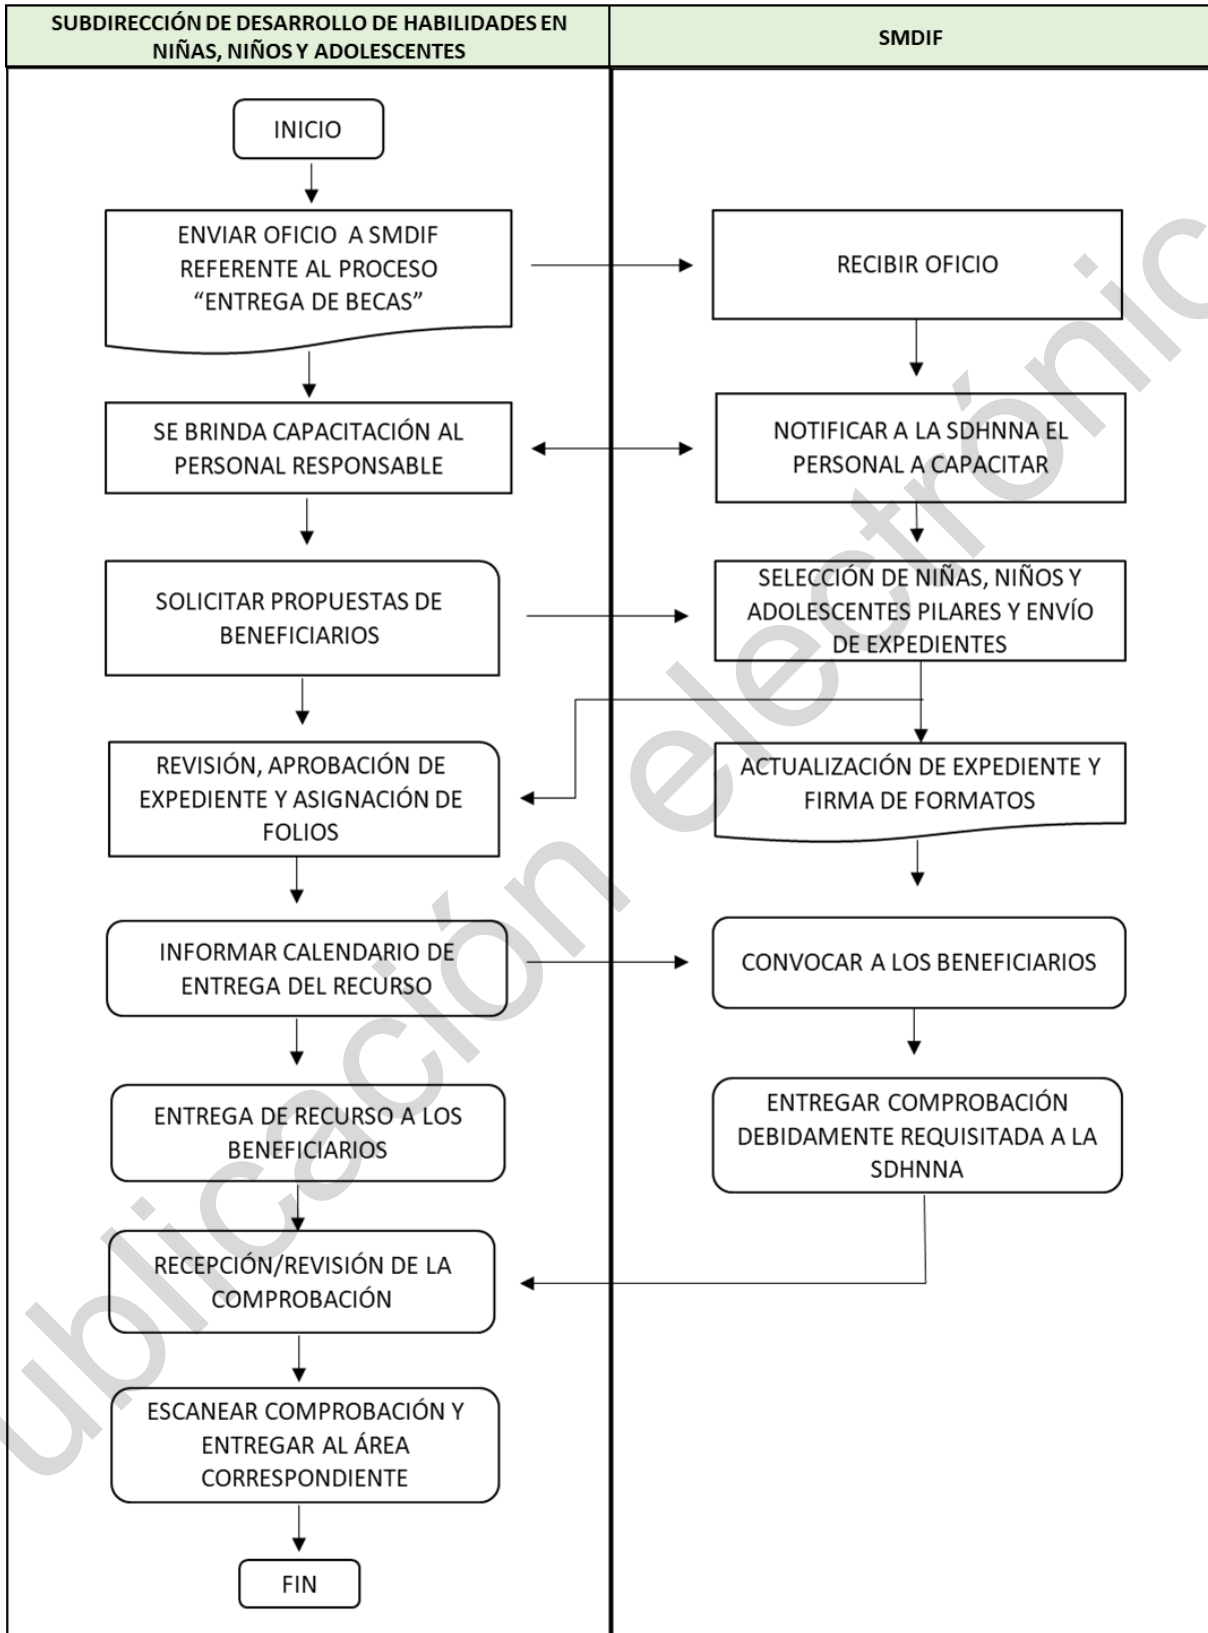 SUBDIRECCIÓN DE DESARROLLO DE HABILIDADES EN
NIÑAS, NIÑOS Y ADOLESCENTES
SMDIF
INICIO
ENVIAR OFICIO A SMDIF
REFERENTE AL PROCESO
“ENTREGA DE BECAS”
RECIBIR OFICIO
SE BRINDA CAPACITACIÓN AL
PERSONAL RESPONSABLE
NOTIFICAR A LA SDHNNA EL
PERSONAL A CAPACITAR
SOLICITAR PROPUESTAS DE
BENEFICIARIOS
SELECCIÓN DE NIÑAS, NIÑOS Y
ADOLESCENTES PILARES Y ENVÍO
DE EXPEDIENTES
REVISIÓN, APROBACIÓN DE
EXPEDIENTE Y ASIGNACIÓN DE
FOLIOS
ACTUALIZACIÓN DE EXPEDIENTE Y
FIRMA DE FORMATOS
INFORMAR CALENDARIO DE
ENTREGA DEL RECURSO
CONVOCAR A LOS BENEFICIARIOS
ENTREGA DE RECURSO A LOS
BENEFICIARIOS
ENTREGAR COMPROBACIÓN
DEBIDAMENTE REQUISITADA A LA
SDHNNA
RECEPCIÓN/REVISIÓN DE LA
COMPROBACIÓN
ESCANEAR COMPROBACIÓN Y
ENTREGAR AL ÁREA
CORRESPONDIENTE
FIN
ublicación electrónic